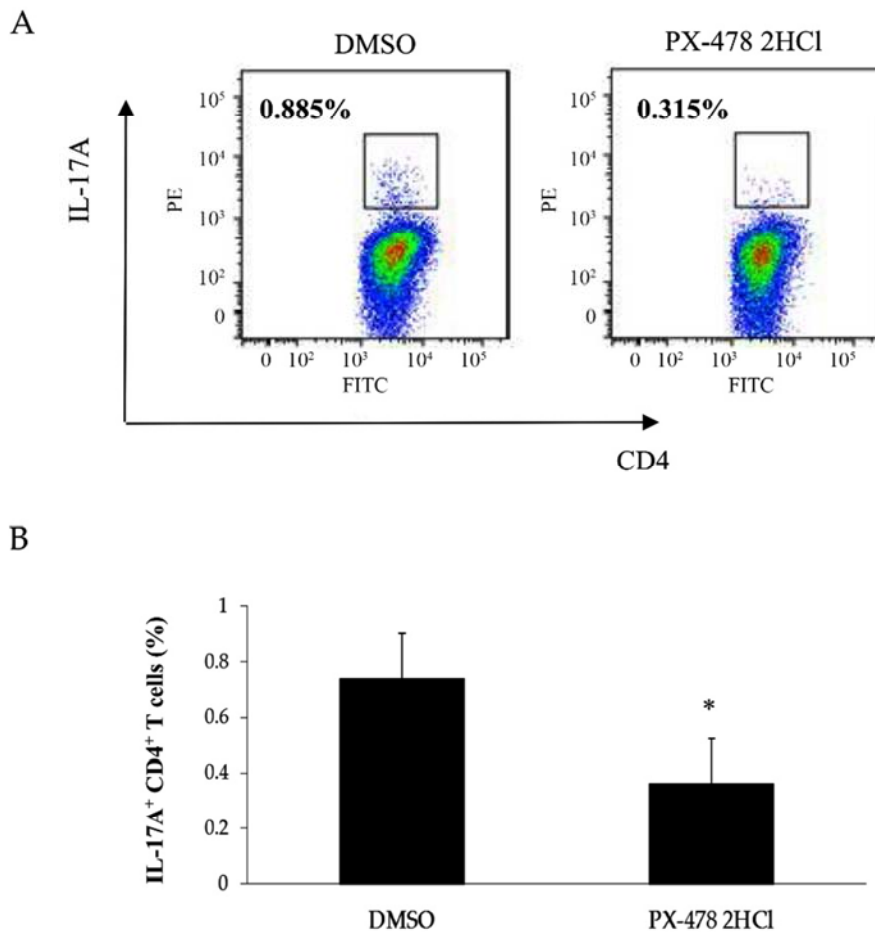 A
DMSO
PX-478 2HCl
IL-17A
PE
10⁵
10⁴
10³
10²
0
0.885%
0 10² 10³ 10⁴ 10⁵
FITC
PE
10⁵
10⁴
10³
10²
0
0.315%
0 10² 10³ 10⁴ 10⁵
FITC
CD4
B
IL-17A⁺ CD4⁺ T cells (%)
1
0.8
0.6
0.4
0.2
0
*
DMSO
PX-478 2HCl